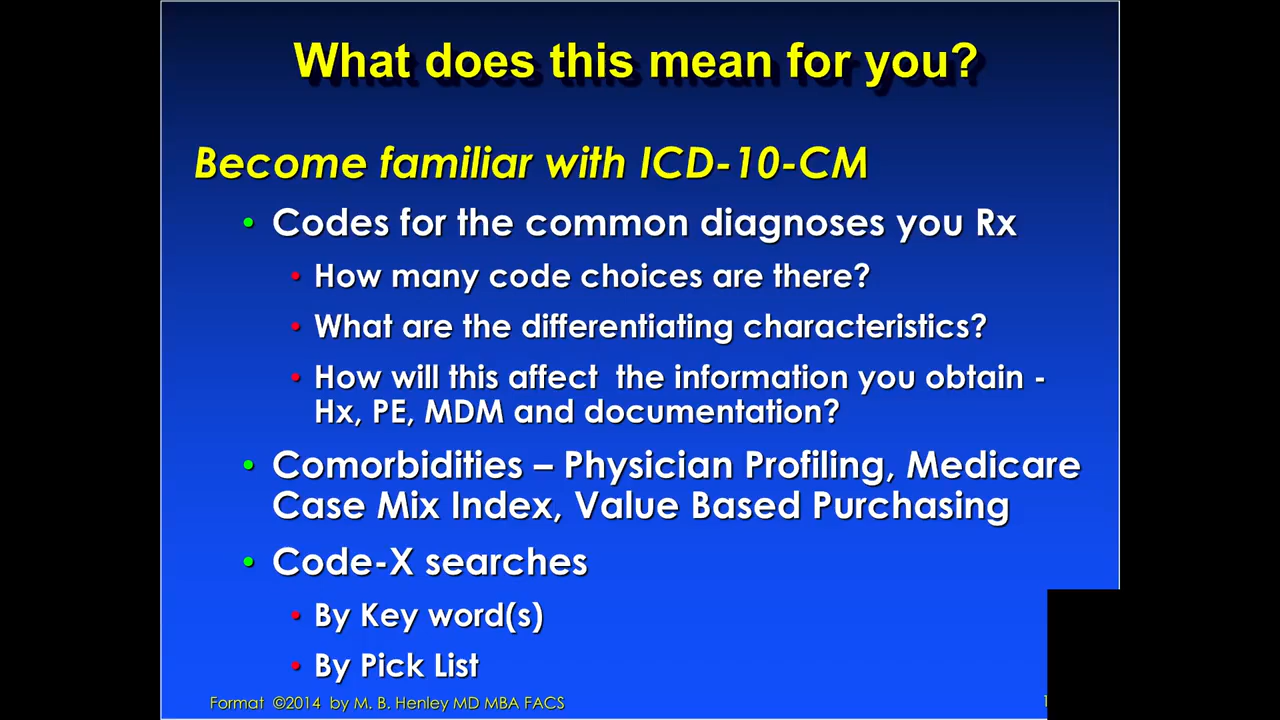 What does this mean for you?
Become familiar with ICD-10-CM
• Codes for the common diagnoses you Rx
• How many code choices are there?
• What are the differentiating characteristics?
• How will this affect the information you obtain -
Hx, PE, MDM and documentation?
• Comorbidities – Physician Profiling, Medicare
Case Mix Index, Value Based Purchasing
• Code-X searches
• By Key word(s)
• By Pick List
Format ©2014 by M. B. Henley MD MBA FACS